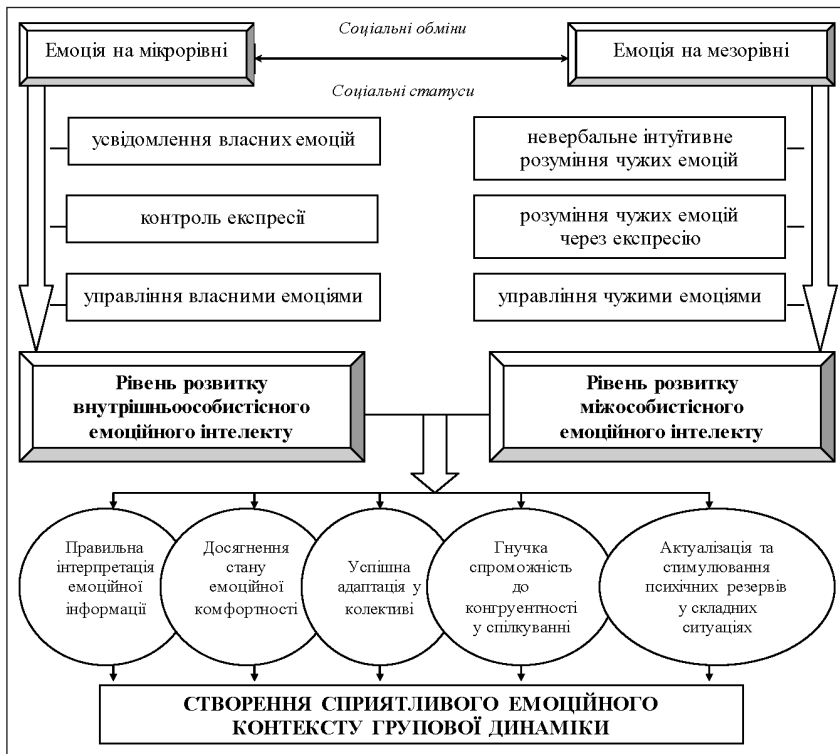 Соціальні обміни
Емоція на мікрорівні
Емоція на мезорівні
Соціальні статуси
усвідомлення власних емоцій
контроль експресії
управління власними емоціями
невербальне інтуїтивне
розуміння чужих емоцій
розуміння чужих емоцій
через експресію
управління чужими емоціями
Рівень розвитку
внутрішньоособистісного
емоційного інтелекту
Рівень розвитку
міжособистісного
емоційного інтелекту
Правильна
інтерпретація
емоційної
інформації
Досягнення
стану
емоційної
комфортності
Успішна
адаптація у
колективі
Гнучка
спроможність до
конгруентності
у спілкуванні
Актуалізація та
стимулювання
психічних резервів
у складних
ситуаціях
СТВОРЕННЯ СПРИЯТЛИВОГО ЕМОЦІЙНОГО
КОНТЕКСТУ ГРУПОВОЇ ДИНАМІКИ